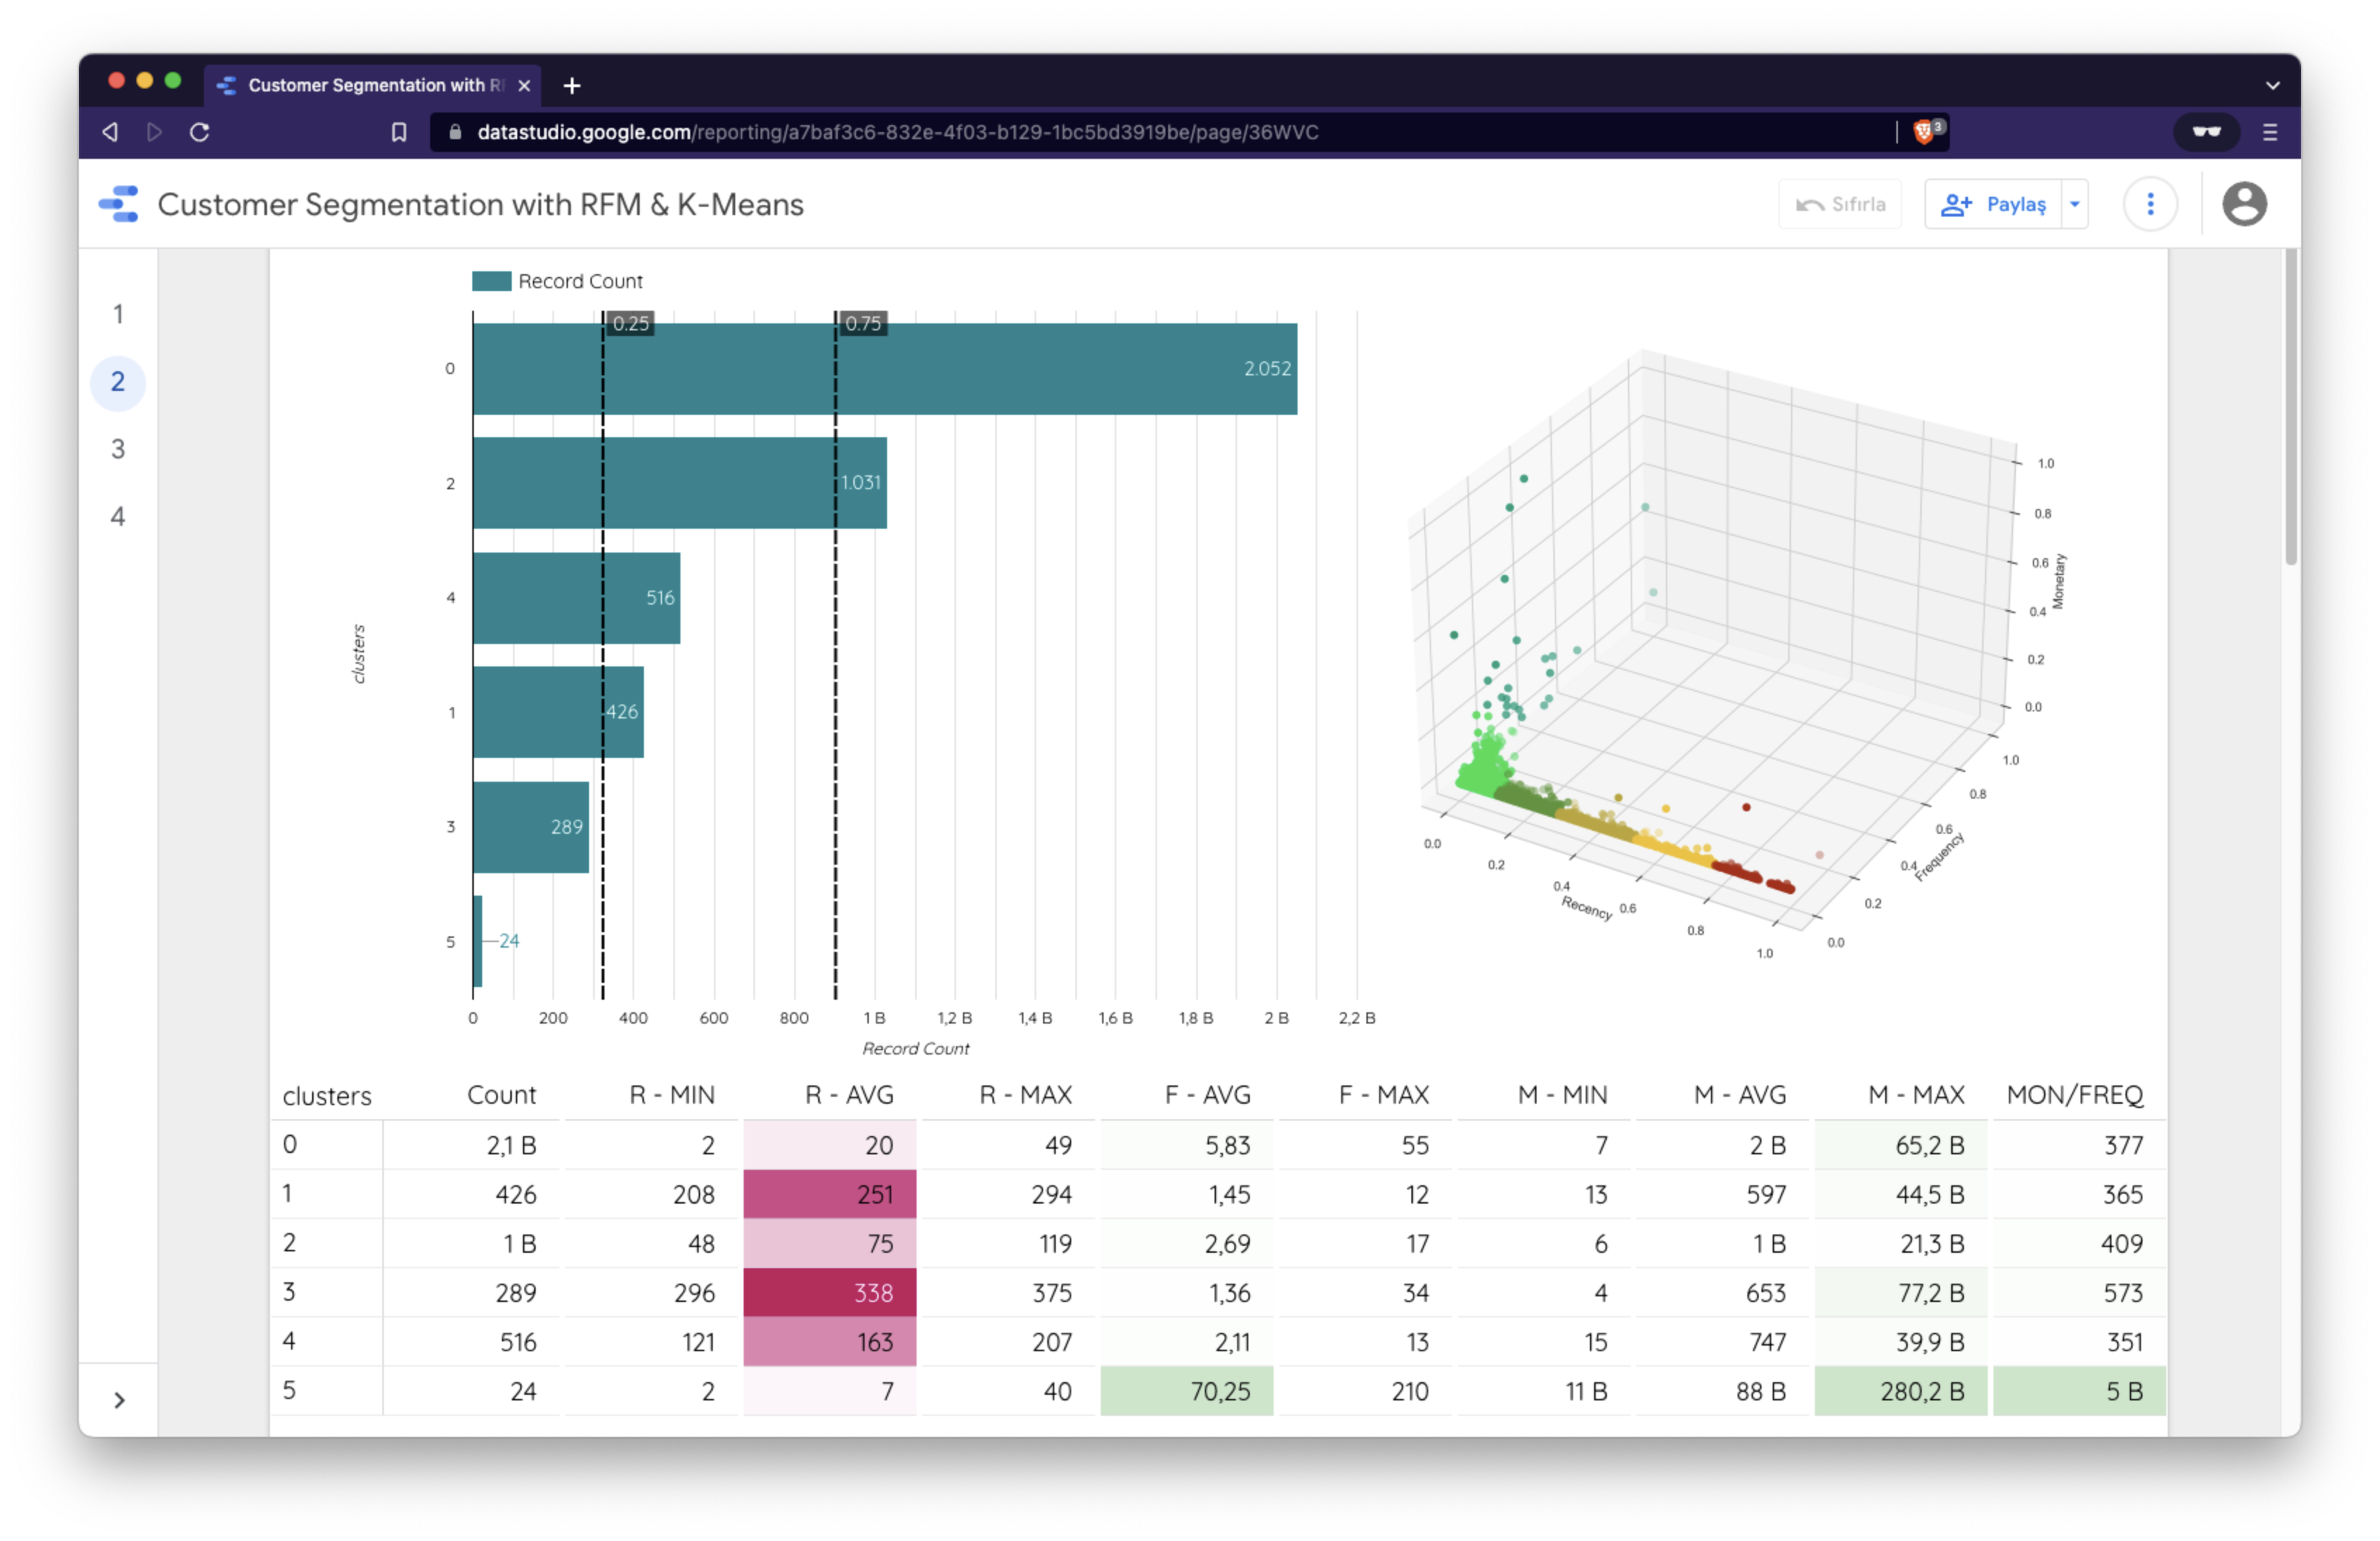 Customer Segmentation with RF
datastudio.google.com/reporting/a7baf3c6-832e-4f03-b129-1bc5bd3919be/page/36WVC
3
Customer Segmentation with RFM & K-Means
Sıfırla
Paylaş
1
2
3
4
Record Count
0.25
0.75
0
2.052
2
1.031
4
516
1
426
3
289
5
24
clusters
0
200
400
600
800
1 B
1,2 B
1,4 B
1,6 B
1,8 B
2 B
2,2 B
Record Count
1.0
0.8
0.6
0.4
0.2
0.0
Monetary
1.0
0.8
0.6
0.4
0.2
0.0
Frequency
0.0
0.2
0.4
0.6
0.8
1.0
Recency
clusters Count R - MIN R - AVG R - MAX F - AVG F - MAX M - MIN M - AVG M - MAX MON/FREQ
0 2,1 B 2 20 49 5,83 55 7 2 B 65,2 B 377
1 426 208 251 294 1,45 12 13 597 44,5 B 365
2 1 B 48 75 119 2,69 17 6 1 B 21,3 B 409
3 289 296 338 375 1,36 34 4 653 77,2 B 573
4 516 121 163 207 2,11 13 15 747 39,9 B 351
5 24 2 7 40 70,25 210 11 B 88 B 280,2 B 5 B